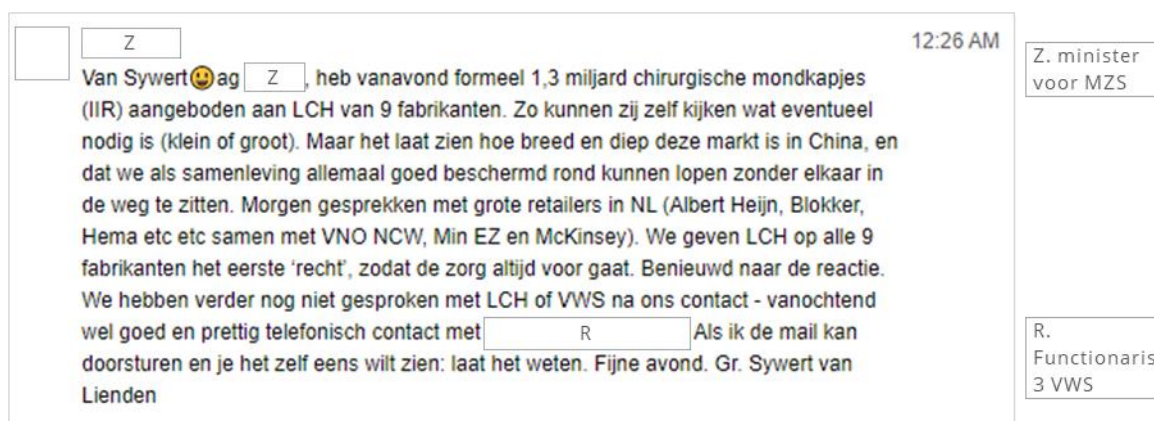 Z
12:26 AM
Van Sywert😀ag Z , heb vanavond formeel 1,3 miljard chirurgische mondkapjes
(IIR) aangeboden aan LCH van 9 fabrikanten. Zo kunnen zij zelf kijken wat eventueel
nodig is (klein of groot). Maar het laat zien hoe breed en diep deze markt is in China, en
dat we als samenleving allemaal goed beschermd rond kunnen lopen zonder elkaar in
de weg te zitten. Morgen gesprekken met grote retailers in NL (Albert Heijn, Blokker,
Hema etc etc samen met VNO NCW, Min EZ en McKinsey). We geven LCH op alle 9
fabrikanten het eerste ‘recht’, zodat de zorg altijd voor gaat. Benieuwd naar de reactie.
We hebben verder nog niet gesproken met LCH of VWS na ons contact - vanochtend
wel goed en prettig telefonisch contact met R Als ik de mail kan
doorsturen en je het zelf eens wilt zien: laat het weten. Fijne avond. Gr. Sywert van
Lienden
Z. minister
voor MZS
R.
Functionaris
3 VWS